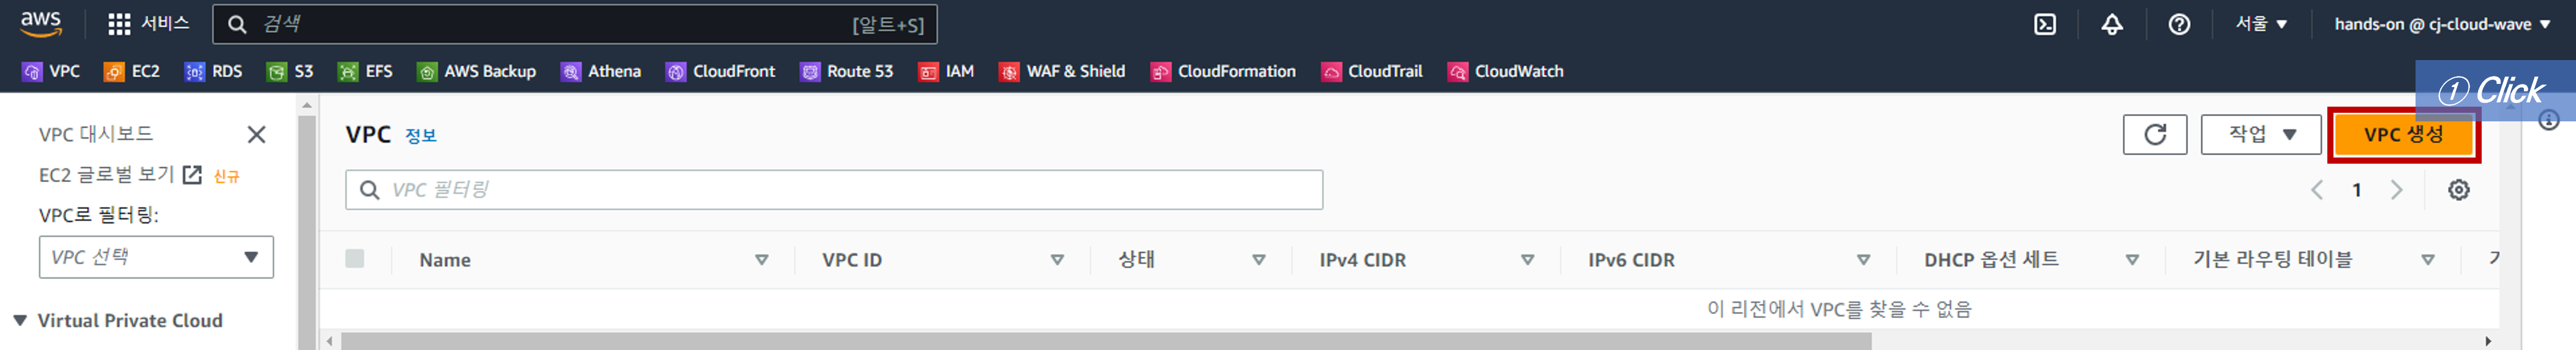 aws 서비스 검색 [알트+S] 서울 ▼ hands-on @ cj-cloud-wave ▼
VPC EC2 RDS S3 EFS AWS Backup Athena CloudFront Route 53 IAM WAF & Shield CloudFormation CloudTrail CloudWatch
① Click
VPC 대시보드
EC2 글로벌 보기 신규
VPC로 필터링:
VPC 선택
Virtual Private Cloud
VPC 정보 작업 VPC 생성
VPC 필터링 1
Name VPC ID 상태 IPv4 CIDR IPv6 CIDR DHCP 옵션 세트 기본 라우팅 테이블
이 리전에서 VPC를 찾을 수 없음